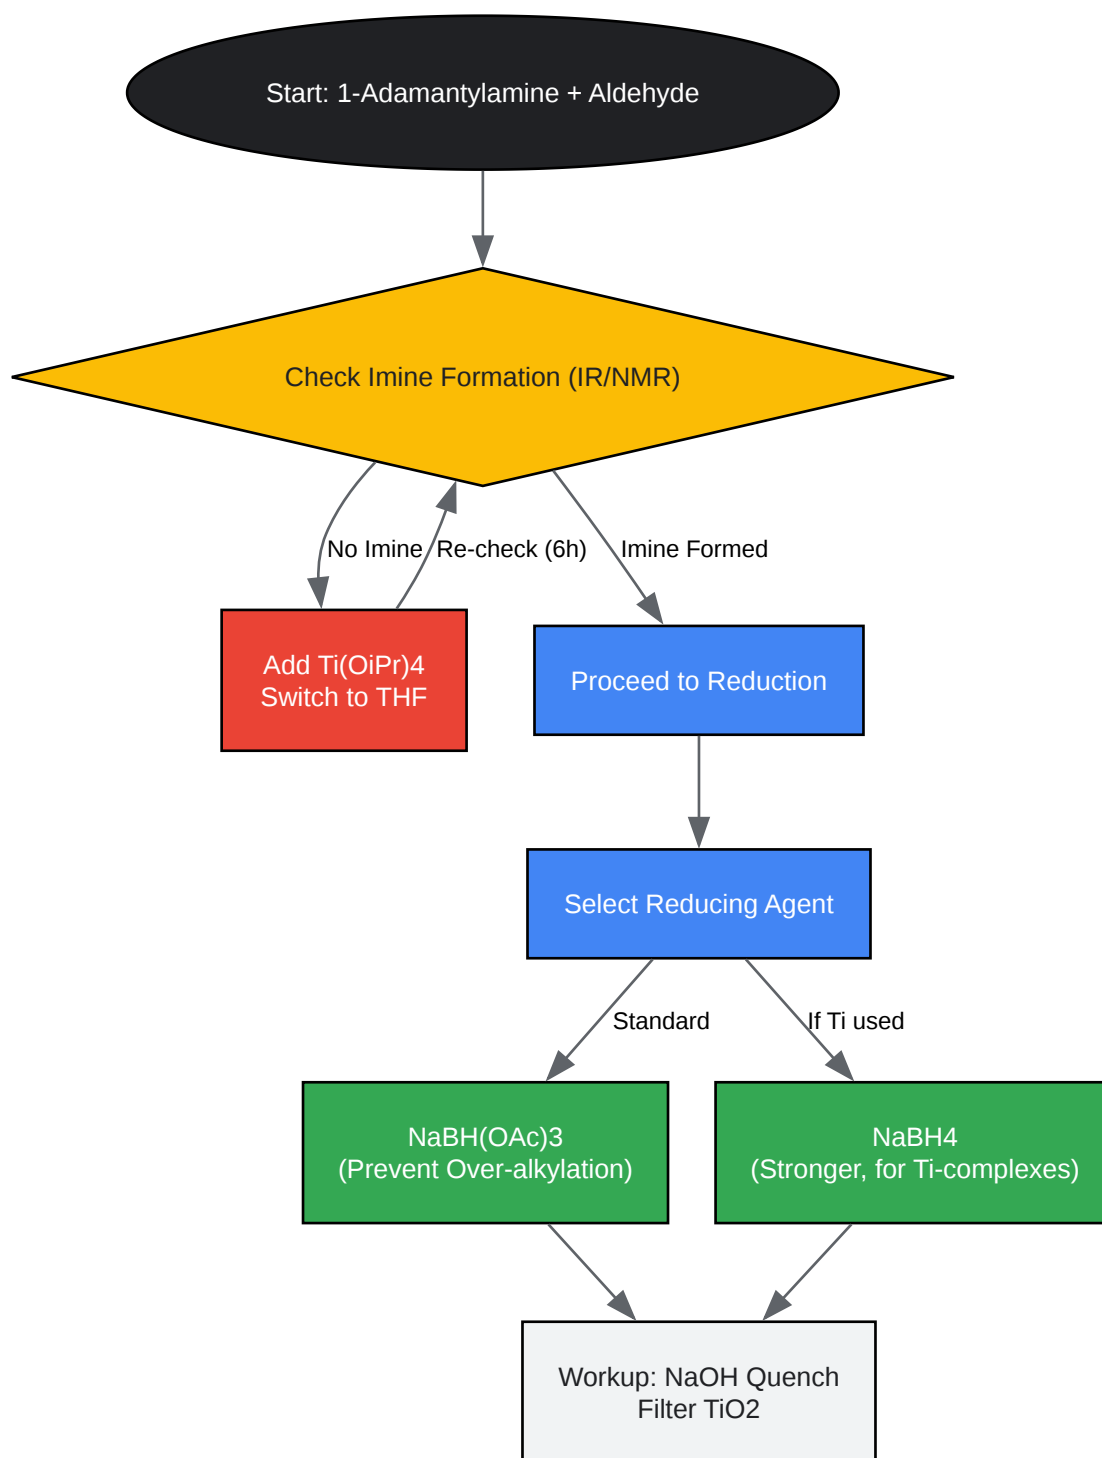 Start: 1-Adamantylamine + Aldehyde
Check Imine Formation (IR/NMR)
No Imine
Re-check (6h)
Imine Formed
Add Ti(OiPr)4
Switch to THF
Proceed to Reduction
Select Reducing Agent
Standard
If Ti used
NaBH(OAc)3
(Prevent Over-alkylation)
NaBH4
(Stronger, for Ti-complexes)
Workup: NaOH Quench
Filter TiO2